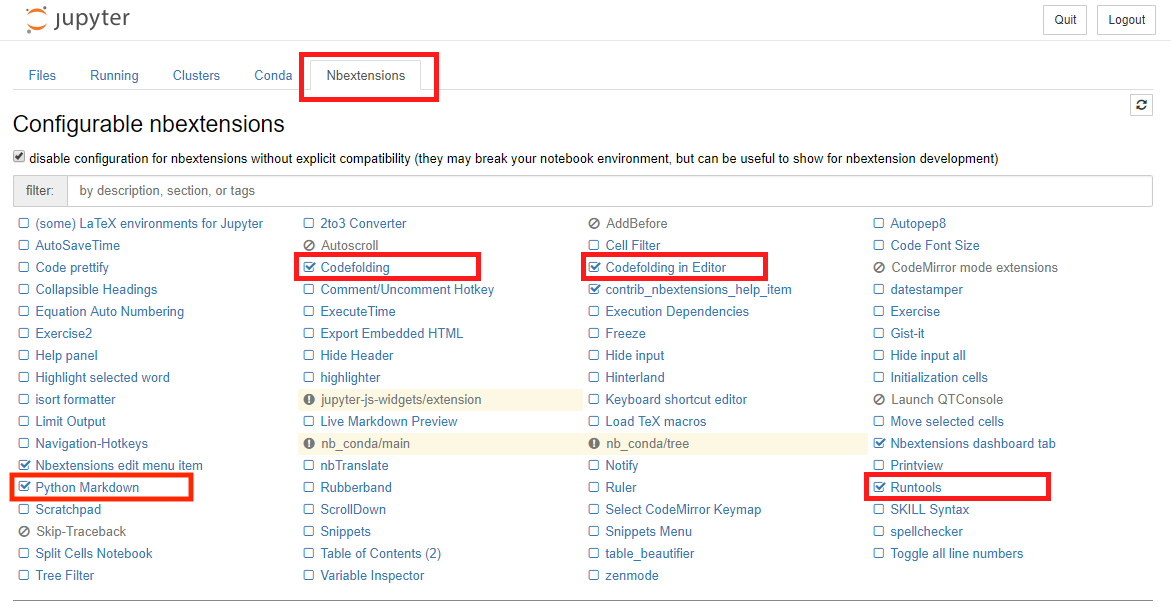 jupyter
Quit Logout
Files Running Clusters Conda Nbextensions
Configurable nbextensions
disable configuration for nbextensions without explicit compatibility (they may break your notebook environment, but can be useful to show for nbextension development)
filter: by description, section, or tags
(some) LaTeX environments for Jupyter 2to3 Converter AddBefore Autopep8
AutoSaveTime Autoscroll Cell Filter Code Font Size
Code prettify Codefolding Codefolding in Editor CodeMirror mode extensions
Collapsible Headings Comment/Uncomment Hotkey contrib_nbextensions_help_item datestamper
Equation Auto Numbering ExecuteTime Execution Dependencies Exercise
Exercise2 Export Embedded HTML Freeze Gist-it
Help panel Hide Header Hide input Hide input all
Highlight selected word highlighter Hinterland Initialization cells
isort formatter jupyter-js-widgets/extension Keyboard shortcut editor Launch QTConsole
Limit Output Live Markdown Preview Load TeX macros Move selected cells
Navigation-Hotkeys nb_conda/main nb_conda/tree Nbextensions dashboard tab
Nbextensions edit menu item nbTranslate Notify Printview
Python Markdown Rubberband Ruler Runtools
Scratchpad ScrollDown Select CodeMirror Keymap SKILL Syntax
Skip-Traceback Snippets Snippets Menu spellchecker
Split Cells Notebook Table of Contents (2) table_beautifier Toggle all line numbers
Tree Filter Variable Inspector zenmode